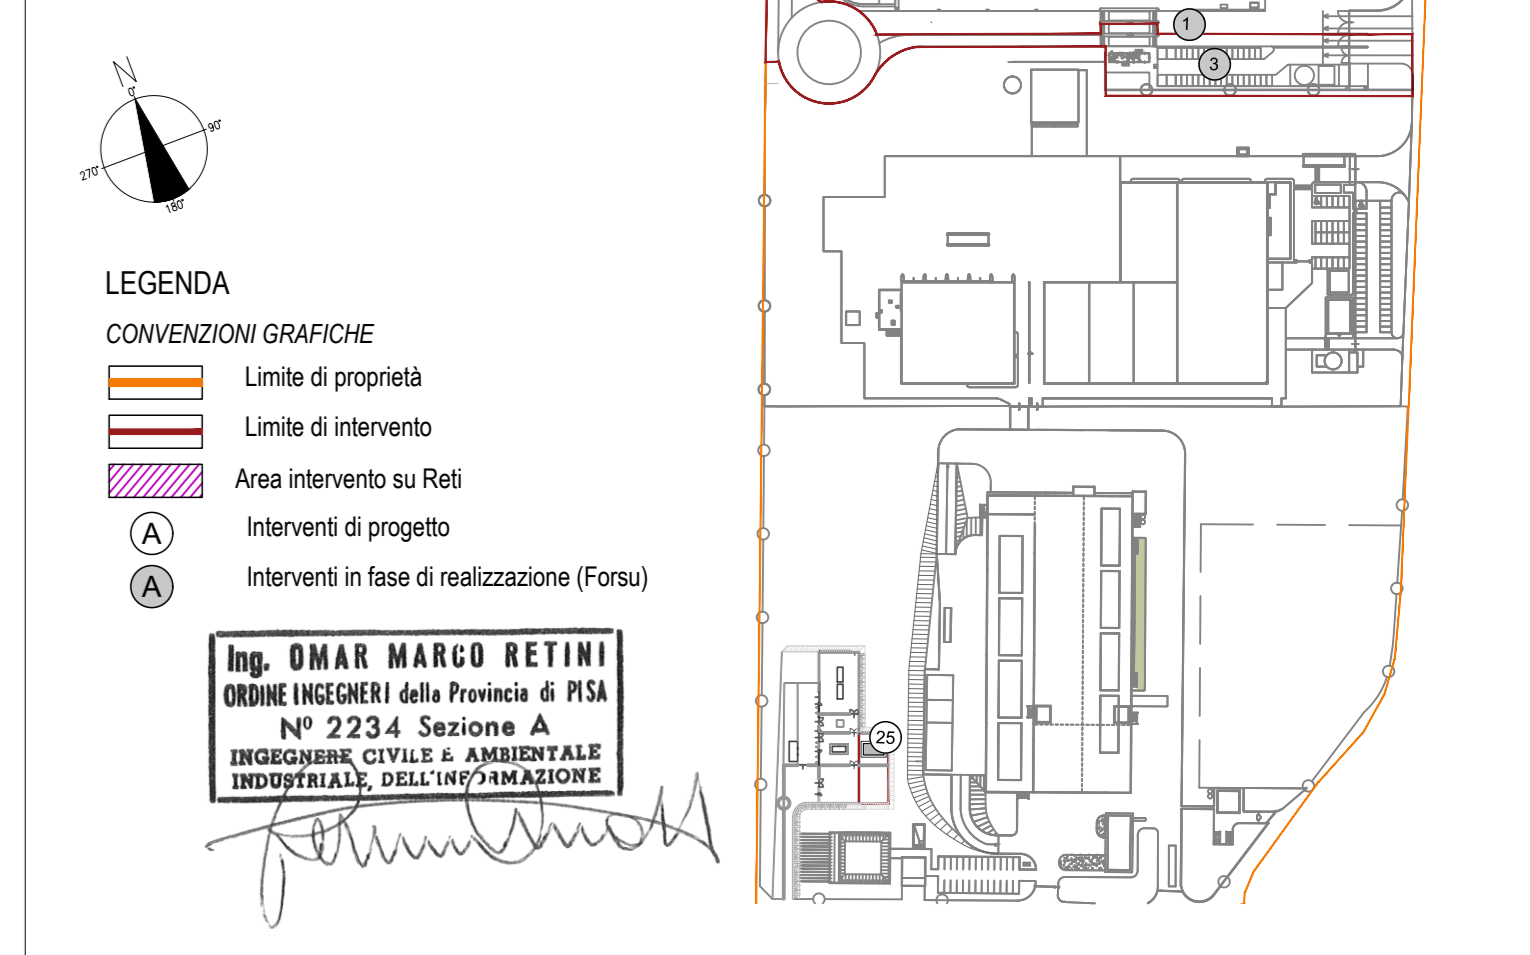 N
0°
90°
270°
180°
LEGENDA
CONVENZIONI GRAFICHE
Limite di proprietà
Limite di intervento
Area intervento su Reti
A Interventi di progetto
A Interventi in fase di realizzazione (Forsu)
Ing. OMAR MARCO RETINI
ORDINE INGEGNERI della Provincia di PISA
Nº 2234 Sezione A
INGEGNERE CIVILE E AMBIENTALE
INDUSTRIALE, DELL'INFORMAZIONE
1
3
25